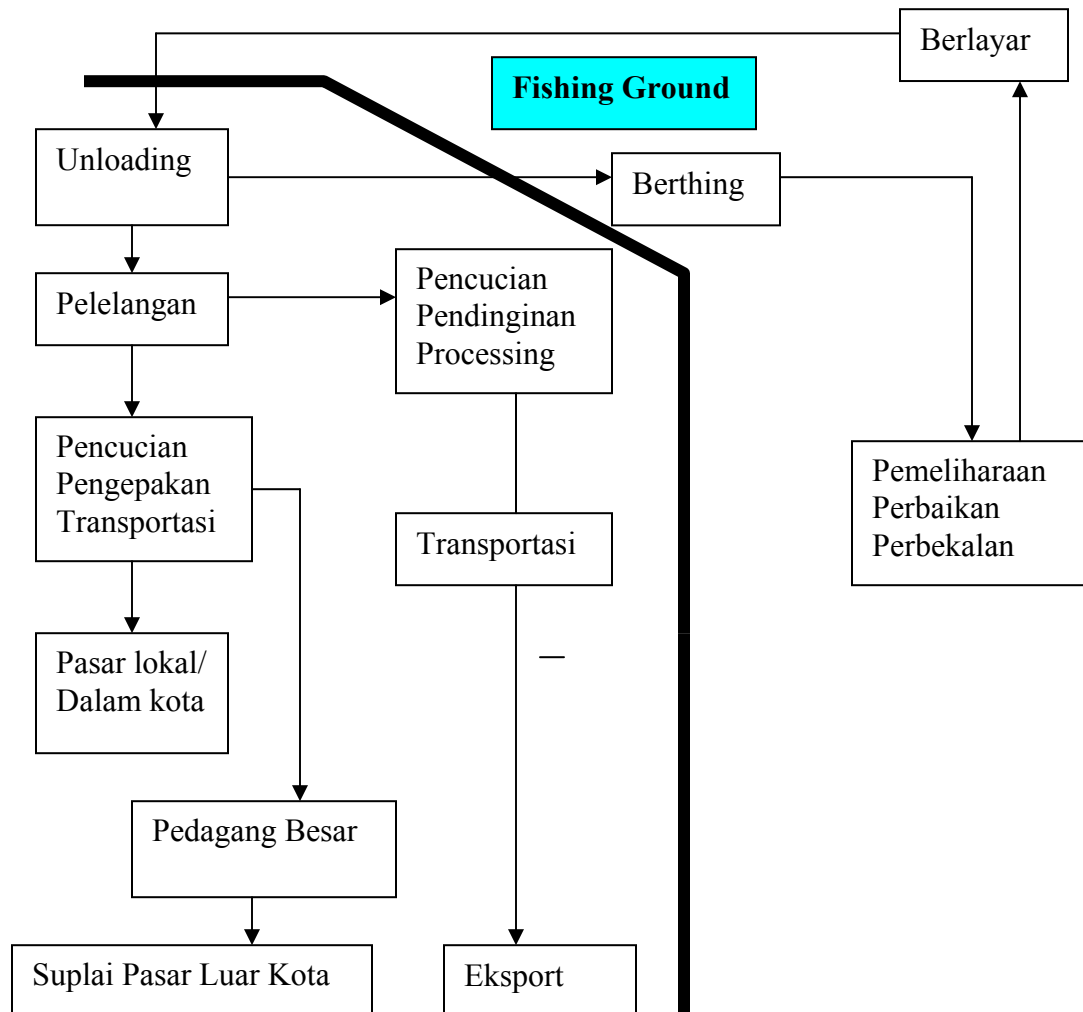 Berlayar
Fishing Ground
Unloading
Berthing
Pelelangan
Pencucian
Pendinginan
Processing
Pencucian
Pengepakan
Transportasi
Transportasi
Pemeliharaan
Perbaikan
Perbekalan
Pasar lokal/
Dalam kota
Pedagang Besar
Suplai Pasar Luar Kota
Eksport